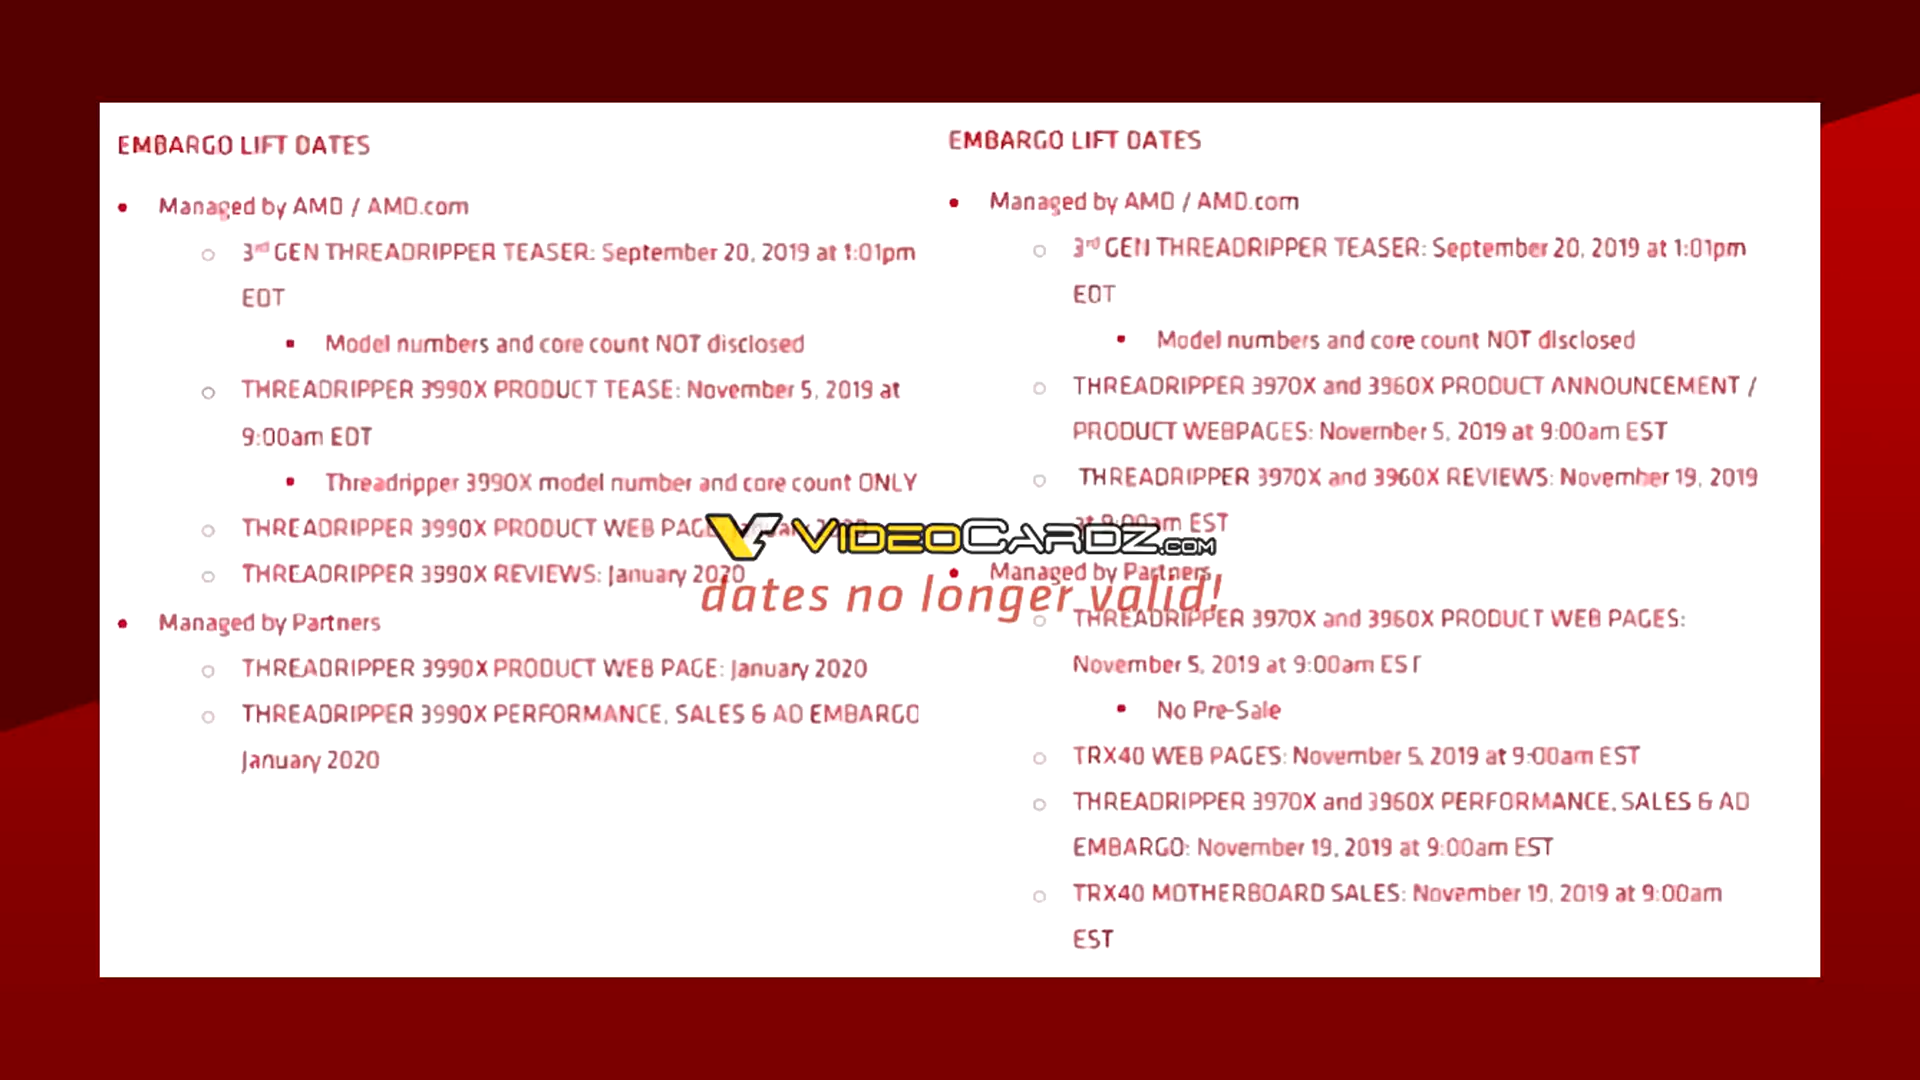 EMBARGO LIFT DATES
• Managed by AMD / AMD.com
○ 3rd GEN THREADRIPPER TEASER: September 20, 2019 at 1:01pm
EDT
▪ Model numbers and core count NOT disclosed
○ THREADRIPPER 3990X PRODUCT TEASE: November 5, 2019 at
9:00am EDT
▪ Threadripper 3990X model number and core count ONLY
○ THREADRIPPER 3990X PRODUCT WEB PAGE: January 2020
○ THREADRIPPER 3990X REVIEWS: January 2020
• Managed by Partners
○ THREADRIPPER 3990X PRODUCT WEB PAGE: January 2020
○ THREADRIPPER 3990X PERFORMANCE, SALES & AD EMBARGO
January 2020
EMBARGO LIFT DATES
• Managed by AMD / AMD.com
○ 3rd GEN THREADRIPPER TEASER: September 20, 2019 at 1:01pm
EDT
▪ Model numbers and core count NOT disclosed
○ THREADRIPPER 3970X and 3960X PRODUCT ANNOUNCEMENT /
PRODUCT WEBPAGES: November 5, 2019 at 9:00am EST
○ THREADRIPPER 3970X and 3960X REVIEWS: November 19, 2019
at 9:00am EST
• Managed by Partners
○ THREADRIPPER 3970X and 3960X PRODUCT WEB PAGES:
November 5, 2019 at 9:00am EST
▪ No Pre-Sale
○ TRX40 WEB PAGES: November 5, 2019 at 9:00am EST
○ THREADRIPPER 3970X and 3960X PERFORMANCE, SALES & AD
EMBARGO: November 19, 2019 at 9:00am EST
○ TRX40 MOTHERBOARD SALES: November 19, 2019 at 9:00am
EST
VIDEOCARDZ.COM
dates no longer valid!